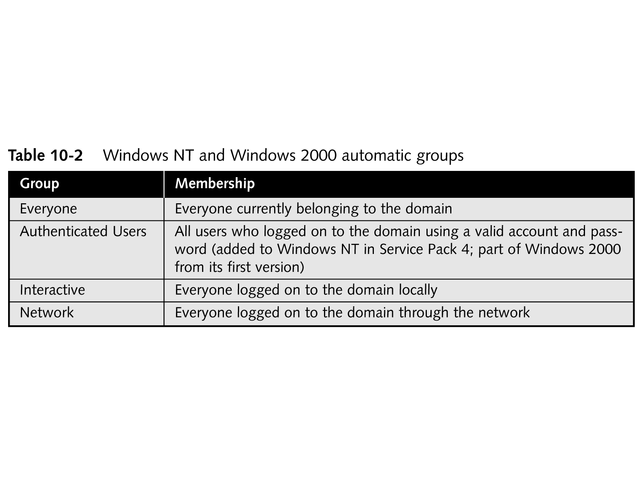 Table 10-2 Windows NT and Windows 2000 automatic groups
Group Membership
Everyone Everyone currently belonging to the domain
Authenticated Users All users who logged on to the domain using a valid account and pass-
word (added to Windows NT in Service Pack 4; part of Windows 2000
from its first version)
Interactive Everyone logged on to the domain locally
Network Everyone logged on to the domain through the network